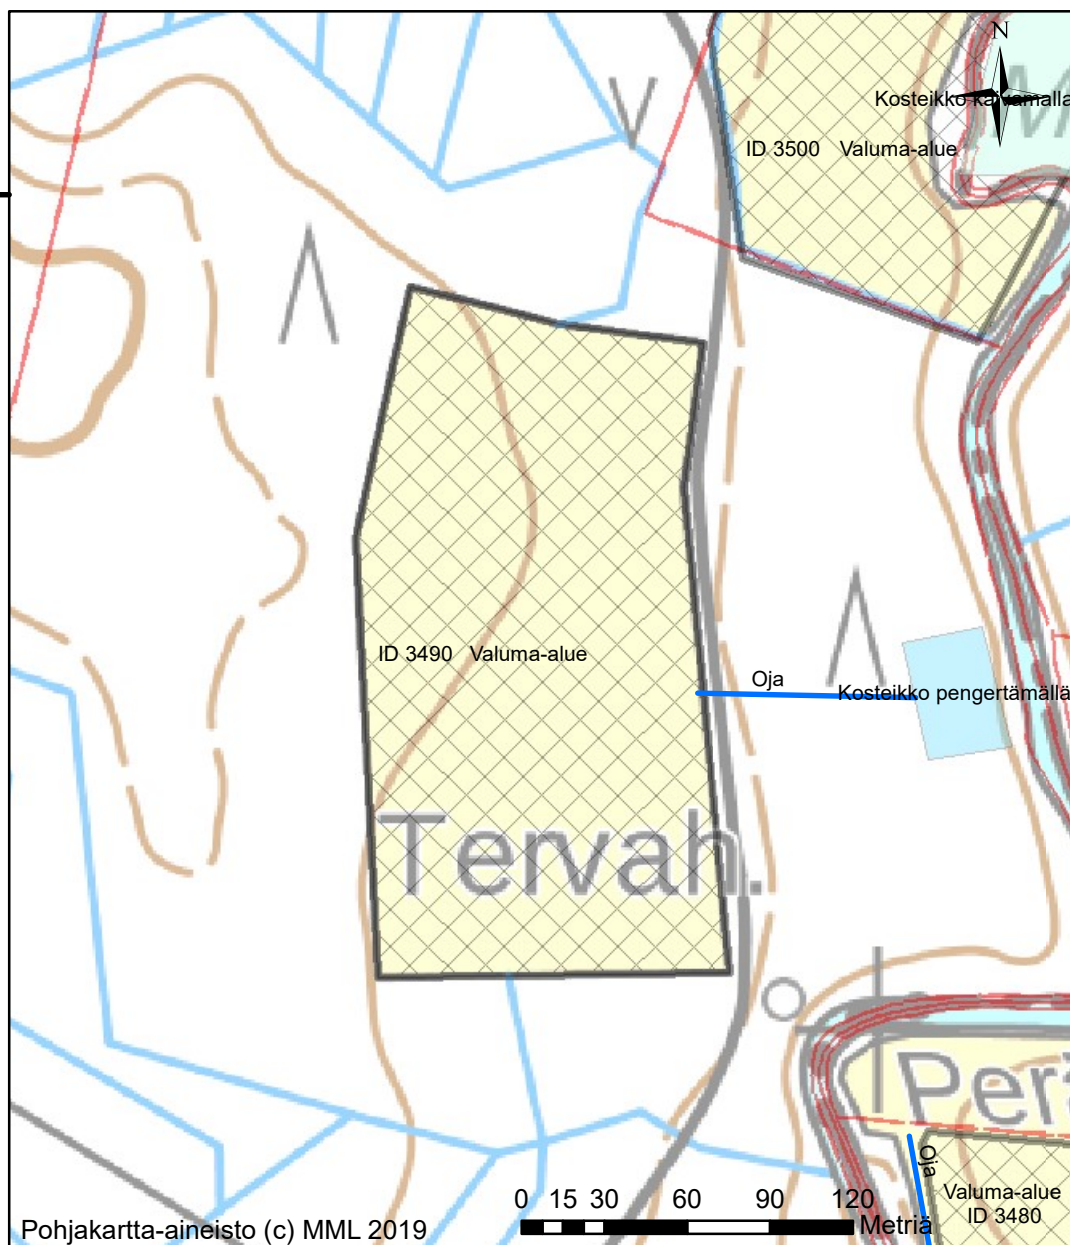 N
Kosteikko kaivamalla
ID 3500 Valuma-alue
ID 3490 Valuma-alue
Oja
Kosteikko pengertämällä
Tervah.
Oja
Valuma-alue
ID 3480
0 15 30 60 90 120
Metriä
Pohjakartta-aineisto (c) MML 2019